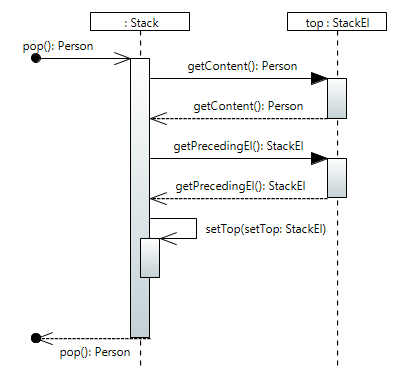 : Stack
top : StackEl
pop(): Person
getContent(): Person
getContent(): Person
getPrecedingEl(): StackEl
getPrecedingEl(): StackEl
setTop(setTop: StackEl)
pop(): Person